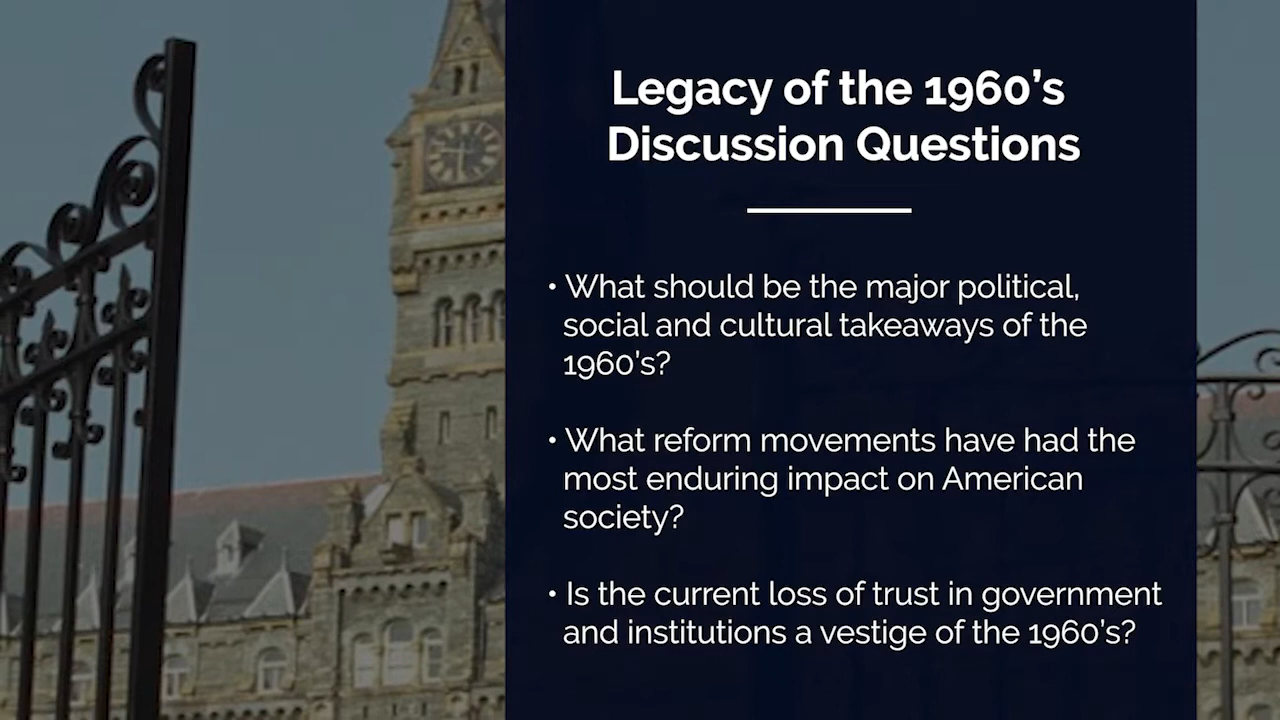 Legacy of the 1960's
Discussion Questions
• What should be the major political,
social and cultural takeaways of the
1960's?
• What reform movements have had the
most enduring impact on American
society?
• Is the current loss of trust in government
and institutions a vestige of the 1960's?